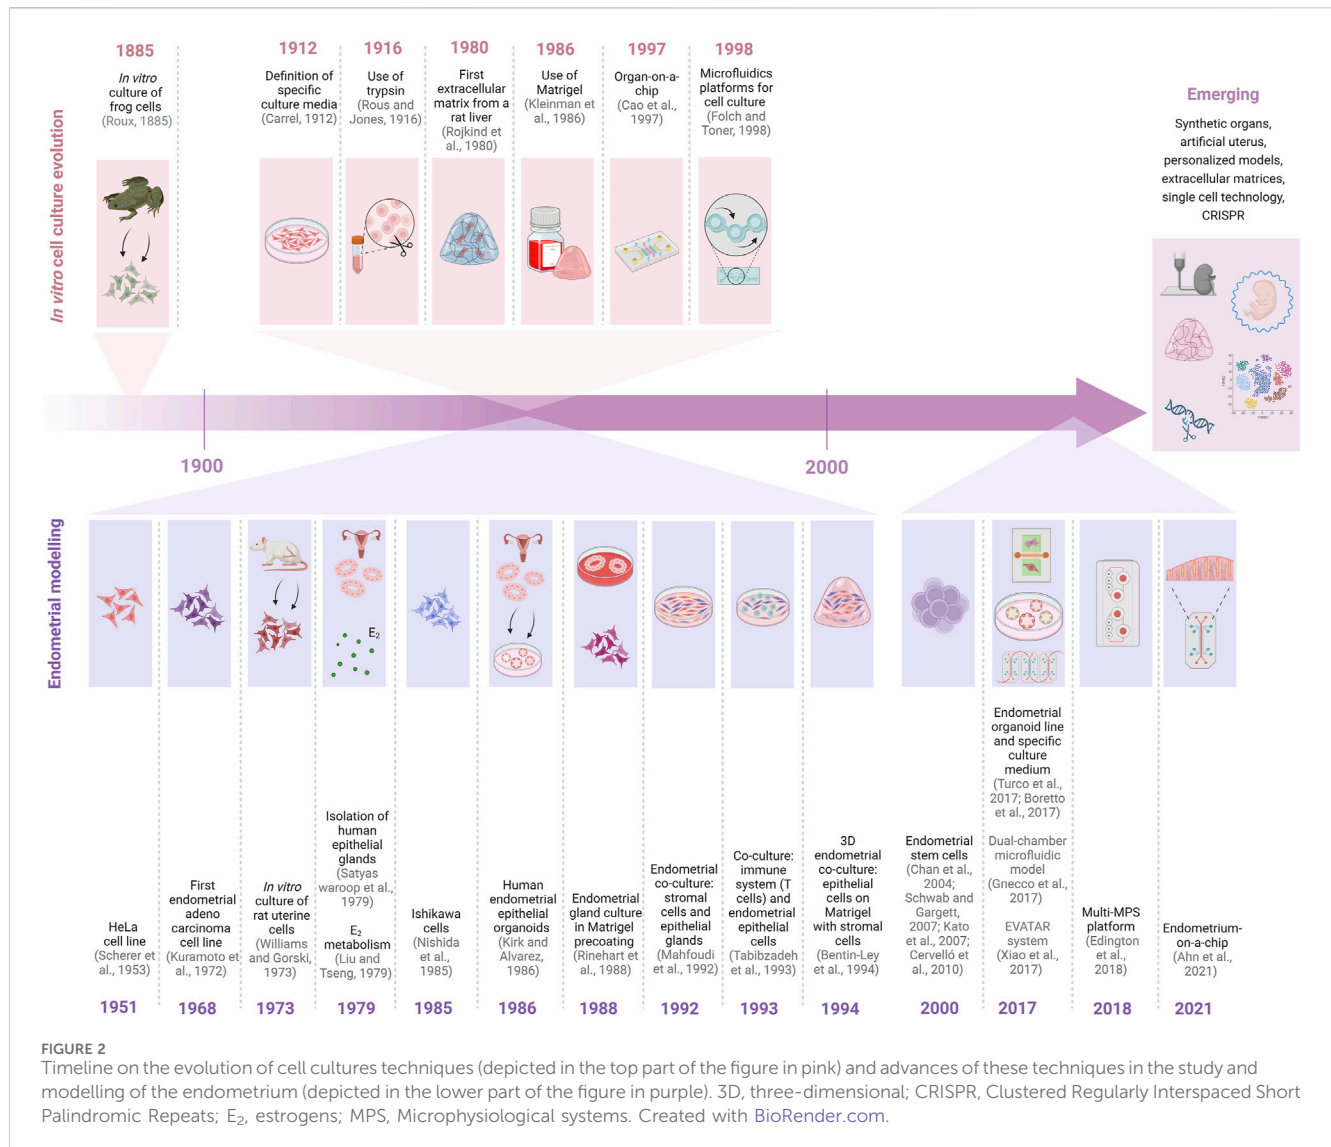 In vitro cell culture evolution
1885
In vitro
culture of
frog cells
(Roux, 1885)
1912
Definition of
specific
culture media
(Carrel, 1912)
1916
Use of
trypsin
(Rous and
Jones, 1916)
1980
First
extracellular
matrix from a
rat liver
(Rojkind et
al., 1980)
1986
Use of
Matrigel
(Kleinman et
al., 1986)
1997
Organ-on-a-
chip
(Cao et al.,
1997)
1998
Microfluidics
platforms for
cell culture
(Folch and
Toner, 1998)
Emerging
Synthetic organs,
artificial uterus,
personalized models,
extracellular matrices,
single cell technology,
CRISPR
1900
2000
Endometrial modelling
E₂
HeLa
cell line
(Scherer et
al., 1953)
1951
First
endometrial
adeno
carcinoma
cell line
(Kuramoto et
al., 1972)
1968
In vitro
culture of
rat uterine
cells
(Williams
and Gorski,
1973)
1973
Isolation of
human
epithelial
glands
(Satyas
waroop et al.,
1979)
E₂
metabolism
(Liu and
Tseng, 1979)
1979
Ishikawa
cells
(Nishida
et al.,
1985)
1985
Human
endometrial
epithelial
organoids
(Kirk and
Alvarez,
1986)
1986
Endometrial
gland culture
in Matrigel
precoating
(Rinehart et
al., 1988)
1988
Endometrial
co-culture:
stromal
cells and
epithelial
glands
(Mahfoudi
et al., 1992)
1992
Co-culture:
immune
system (T
cells) and
endometrial
epithelial
cells
(Tabibzadeh
et al., 1993)
1993
3D
endometrial
co-culture:
epithelial
cells on
Matrigel
with stromal
cells
(Bentin-Ley
et al., 1994)
1994
Endometrial
stem cells
(Chan et al.,
2004;
Schwab and
Gargett,
2007; Kato
et al., 2007;
Cervelló et
al., 2010)
2000
Endometrial
organoid line
and specific
culture
medium
(Turco et al.,
2017; Boretto
et al., 2017)
Dual-chamber
microfluidic
model
(Gnecco et al.,
2017)
EVATAR
system
(Xiao et al.,
2017)
2017
Multi-MPS
platform
(Edington
et al.,
2018)
2018
Endometrium-
on-a-chip
(Ahn et al.,
2021)
2021
FIGURE 2
Timeline on the evolution of cell cultures techniques (depicted in the top part of the figure in pink) and advances of these techniques in the study and
modelling of the endometrium (depicted in the lower part of the figure in purple). 3D, three-dimensional; CRISPR, Clustered Regularly Interspaced Short
Palindromic Repeats; E₂, estrogens; MPS, Microphysiological systems. Created with BioRender.com.